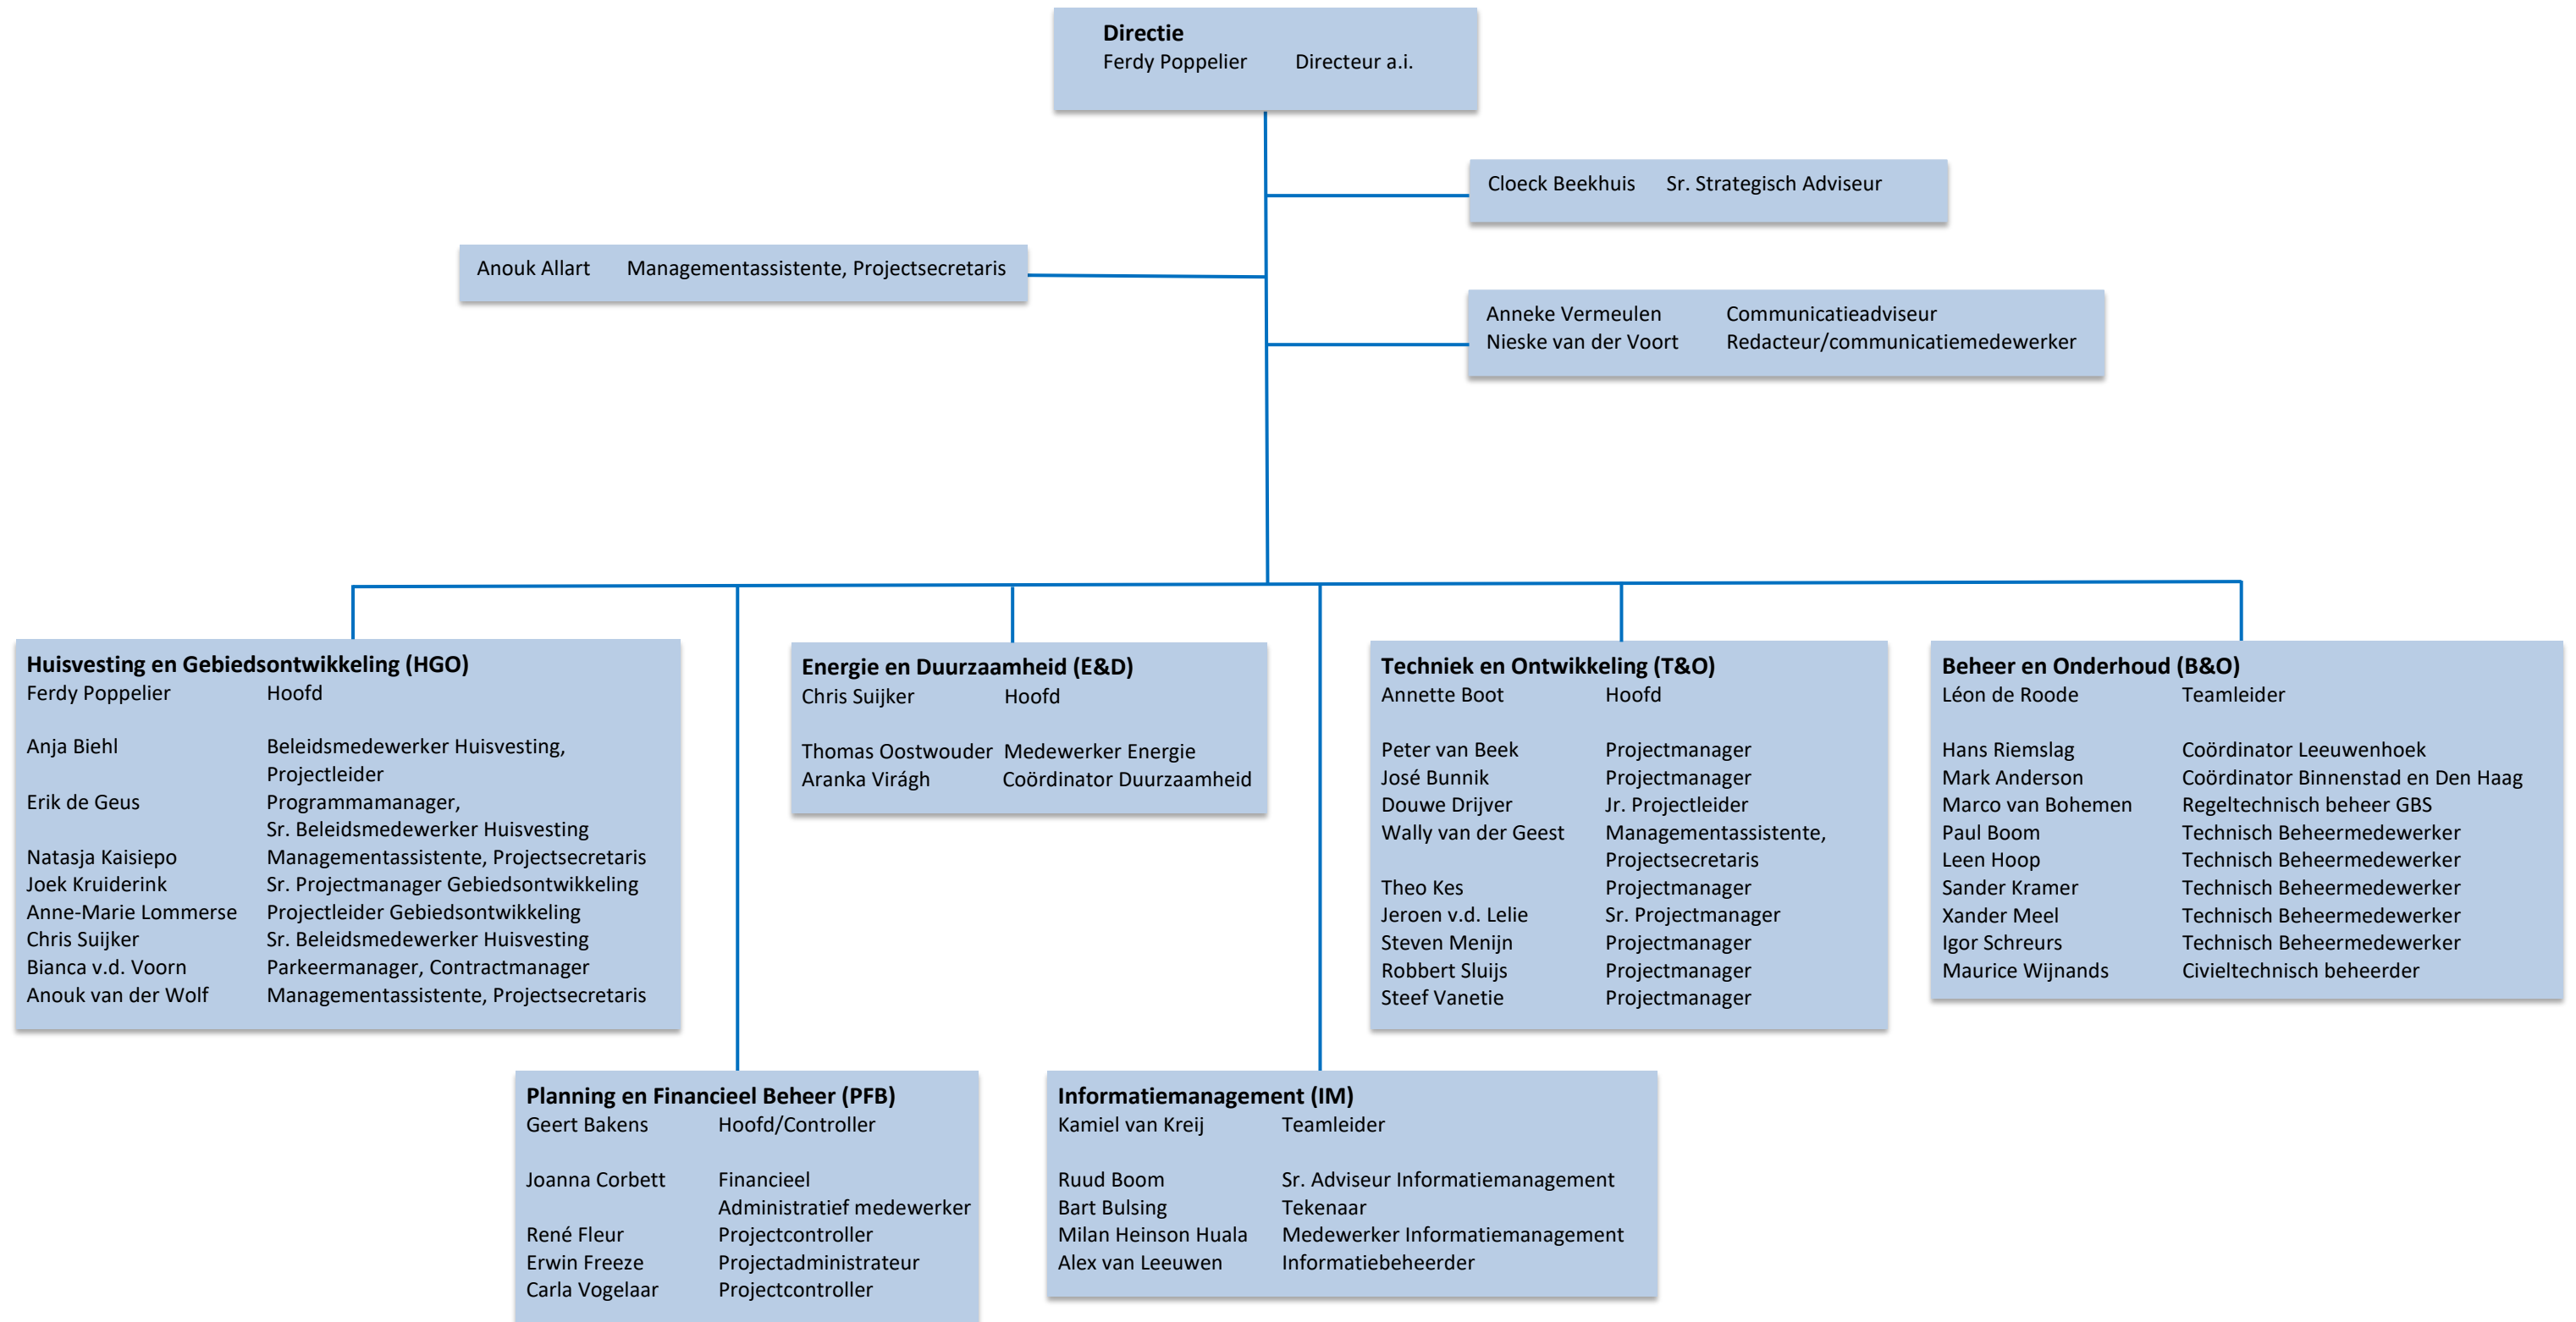 Directie
Ferdy Poppelier Directeur a.i.
Cloeck Beekhuis Sr. Strategisch Adviseur
Anouk Allart Managementassistente, Projectsecretaris
Anneke Vermeulen Communicatieadviseur
Nieske van der Voort Redacteur/communicatiemedewerker
Huisvesting en Gebiedsontwikkeling (HGO)
Ferdy Poppelier Hoofd
Anja Biehl Beleidsmedewerker Huisvesting,
Projectleider
Erik de Geus Programmamanager,
Sr. Beleidsmedewerker Huisvesting
Natasja Kaisiepo Managementassistente, Projectsecretaris
Joek Kruiderink Sr. Projectmanager Gebiedsontwikkeling
Anne-Marie Lommerse Projectleider Gebiedsontwikkeling
Chris Suijker Sr. Beleidsmedewerker Huisvesting
Bianca v.d. Voorn Parkeermanager, Contractmanager
Anouk van der Wolf Managementassistente, Projectsecretaris
Energie en Duurzaamheid (E&D)
Chris Suijker Hoofd
Thomas Oostwouder Medewerker Energie
Aranka Virágh Coördinator Duurzaamheid
Techniek en Ontwikkeling (T&O)
Annette Boot Hoofd
Peter van Beek Projectmanager
José Bunnik Projectmanager
Douwe Drijver Jr. Projectleider
Wally van der Geest Managementassistente,
Projectsecretaris
Theo Kes Projectmanager
Jeroen v.d. Lelie Sr. Projectmanager
Steven Menijn Projectmanager
Robbert Sluijs Projectmanager
Steef Vanetie Projectmanager
Beheer en Onderhoud (B&O)
Léon de Roode Teamleider
Hans Riemslag Coördinator Leeuwenhoek
Mark Anderson Coördinator Binnenstad en Den Haag
Marco van Bohemen Regeltechnisch beheer GBS
Paul Boom Technisch Beheermedewerker
Leen Hoop Technisch Beheermedewerker
Sander Kramer Technisch Beheermedewerker
Xander Meel Technisch Beheermedewerker
Igor Schreurs Technisch Beheermedewerker
Maurice Wijnands Civieltechnisch beheerder
Planning en Financieel Beheer (PFB)
Geert Bakens Hoofd/Controller
Joanna Corbett Financieel
Administratief medewerker
René Fleur Projectcontroller
Erwin Freeze Projectadministrateur
Carla Vogelaar Projectcontroller
Informatiemanagement (IM)
Kamiel van Kreij Teamleider
Ruud Boom Sr. Adviseur Informatiemanagement
Bart Bulsing Tekenaar
Milan Heinson Huala Medewerker Informatiemanagement
Alex van Leeuwen Informatiebeheerder